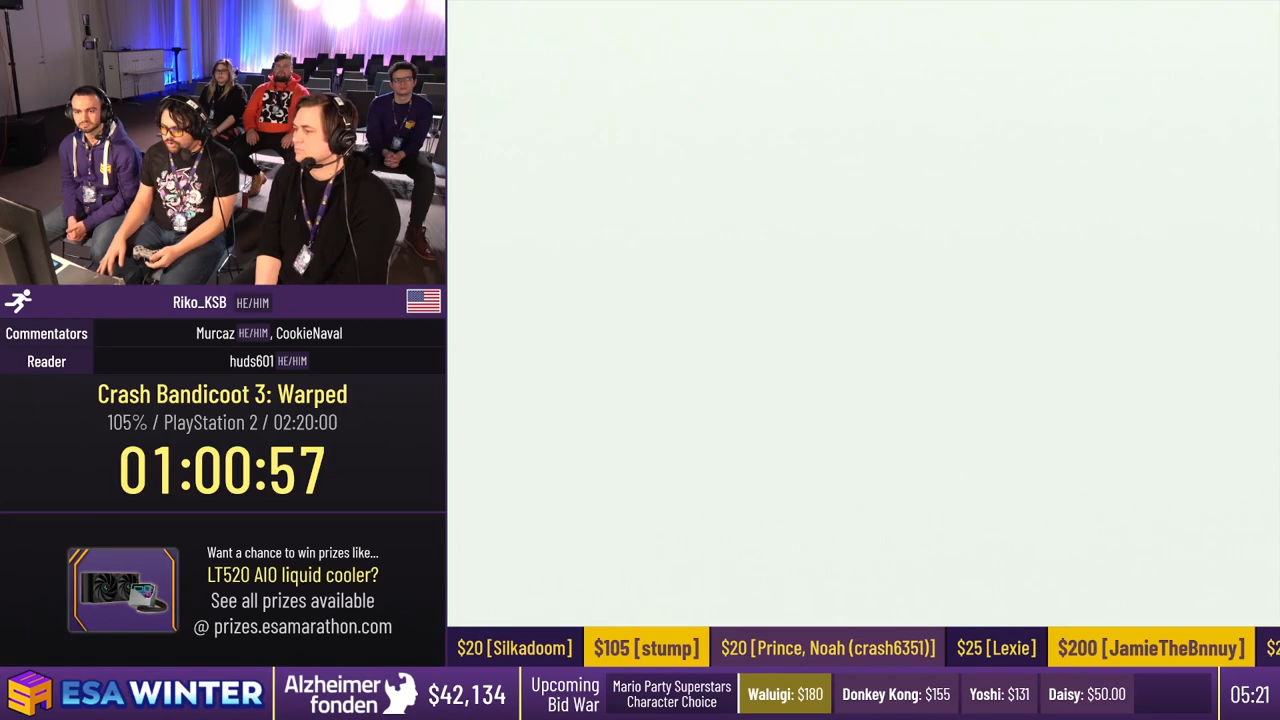 Riko_KSB HE/HIM
Commentators Murcaz HE/HIM, CookieNaval
Reader huds601 HE/HIM
Crash Bandicoot 3: Warped
105% / PlayStation 2 / 02:20:00
01:00:57
Want a chance to win prizes like...
LT520 AIO liquid cooler?
See all prizes available
@ prizes.esamarathon.com
$20 [Silkadoom] $105 [stump] $20 [Prince, Noah (crash6351)] $25 [Lexie] $200 [JamieTheBnnuy]
ESA WINTER
Alzheimer
fonden
$42,134
Upcoming
Bid War
Mario Party Superstars
Character Choice
Waluigi: $180 Donkey Kong: $155 Yoshi: $131 Daisy: $50.00
05:21